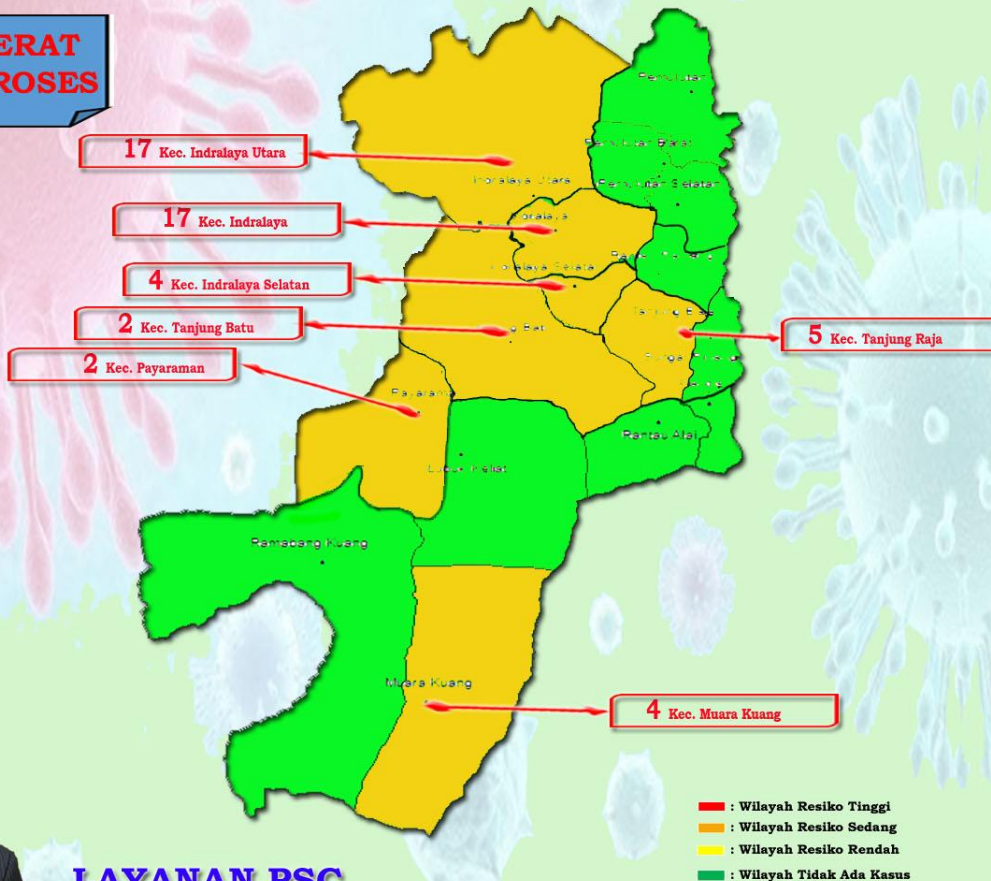 ERAT
ROSES
Pemulutan
17 Kec. Indralaya Utara
Pemulutan Barat
Indralaya Utara
Pemulutan Selatan
17 Kec. Indralaya
Indralaya
4 Kec. Indralaya Selatan
2 Kec. Tanjung Batu
5 Kec. Tanjung Raja
2 Kec. Payaraman
Rantau Alai
Ramabang Kuang
Muara Kuang
4 Kec. Muara Kuang
: Wilayah Resiko Tinggi
: Wilayah Resiko Sedang
: Wilayah Resiko Rendah
: Wilayah Tidak Ada Kasus
LAYANAN PSC